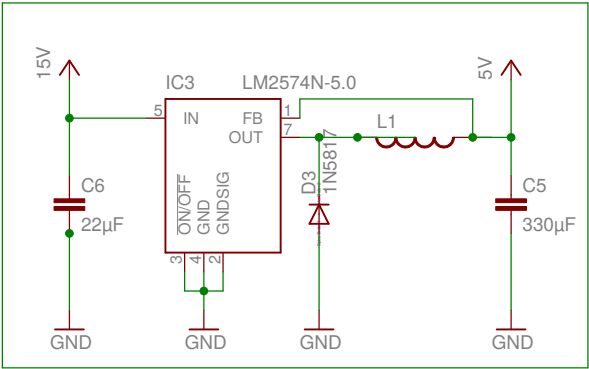 15V
5V
IC3
LM2574N-5.0
5
IN
FB
1
OUT
7
L1
D3
1N5817
C6
22µF
C5
330µF
ON/OFF
GND
GNDSIG
3
4
2
GND
GND
GND
GND